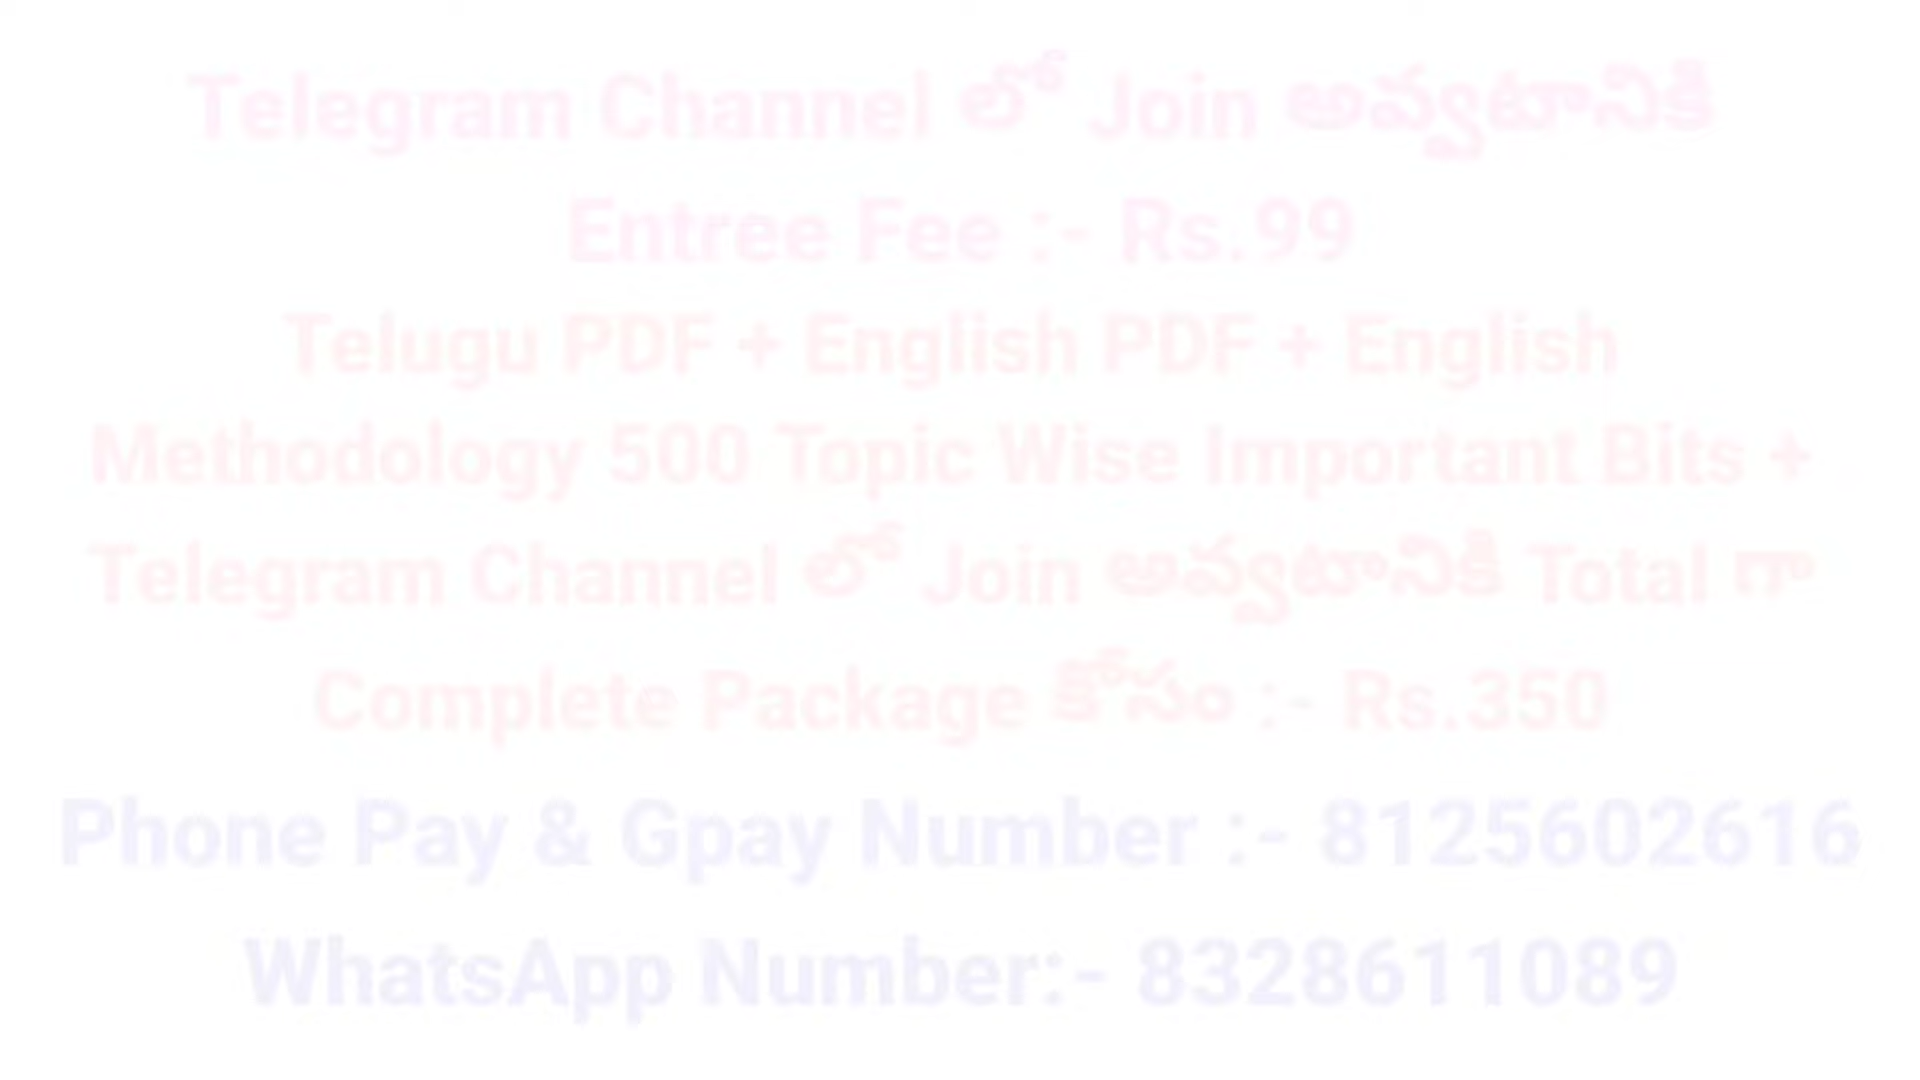 Telegram Channel లో Join అవ్వటానికి
Entree Fee :- Rs.99
Telugu PDF + English PDF + English
Methodology 500 Topic Wise Important Bits +
Telegram Channel లో Join అవ్వటానికి Total గా
Complete Package కోసం :- Rs.350
Phone Pay & Gpay Number :- 8125602616
WhatsApp Number:- 8328611089